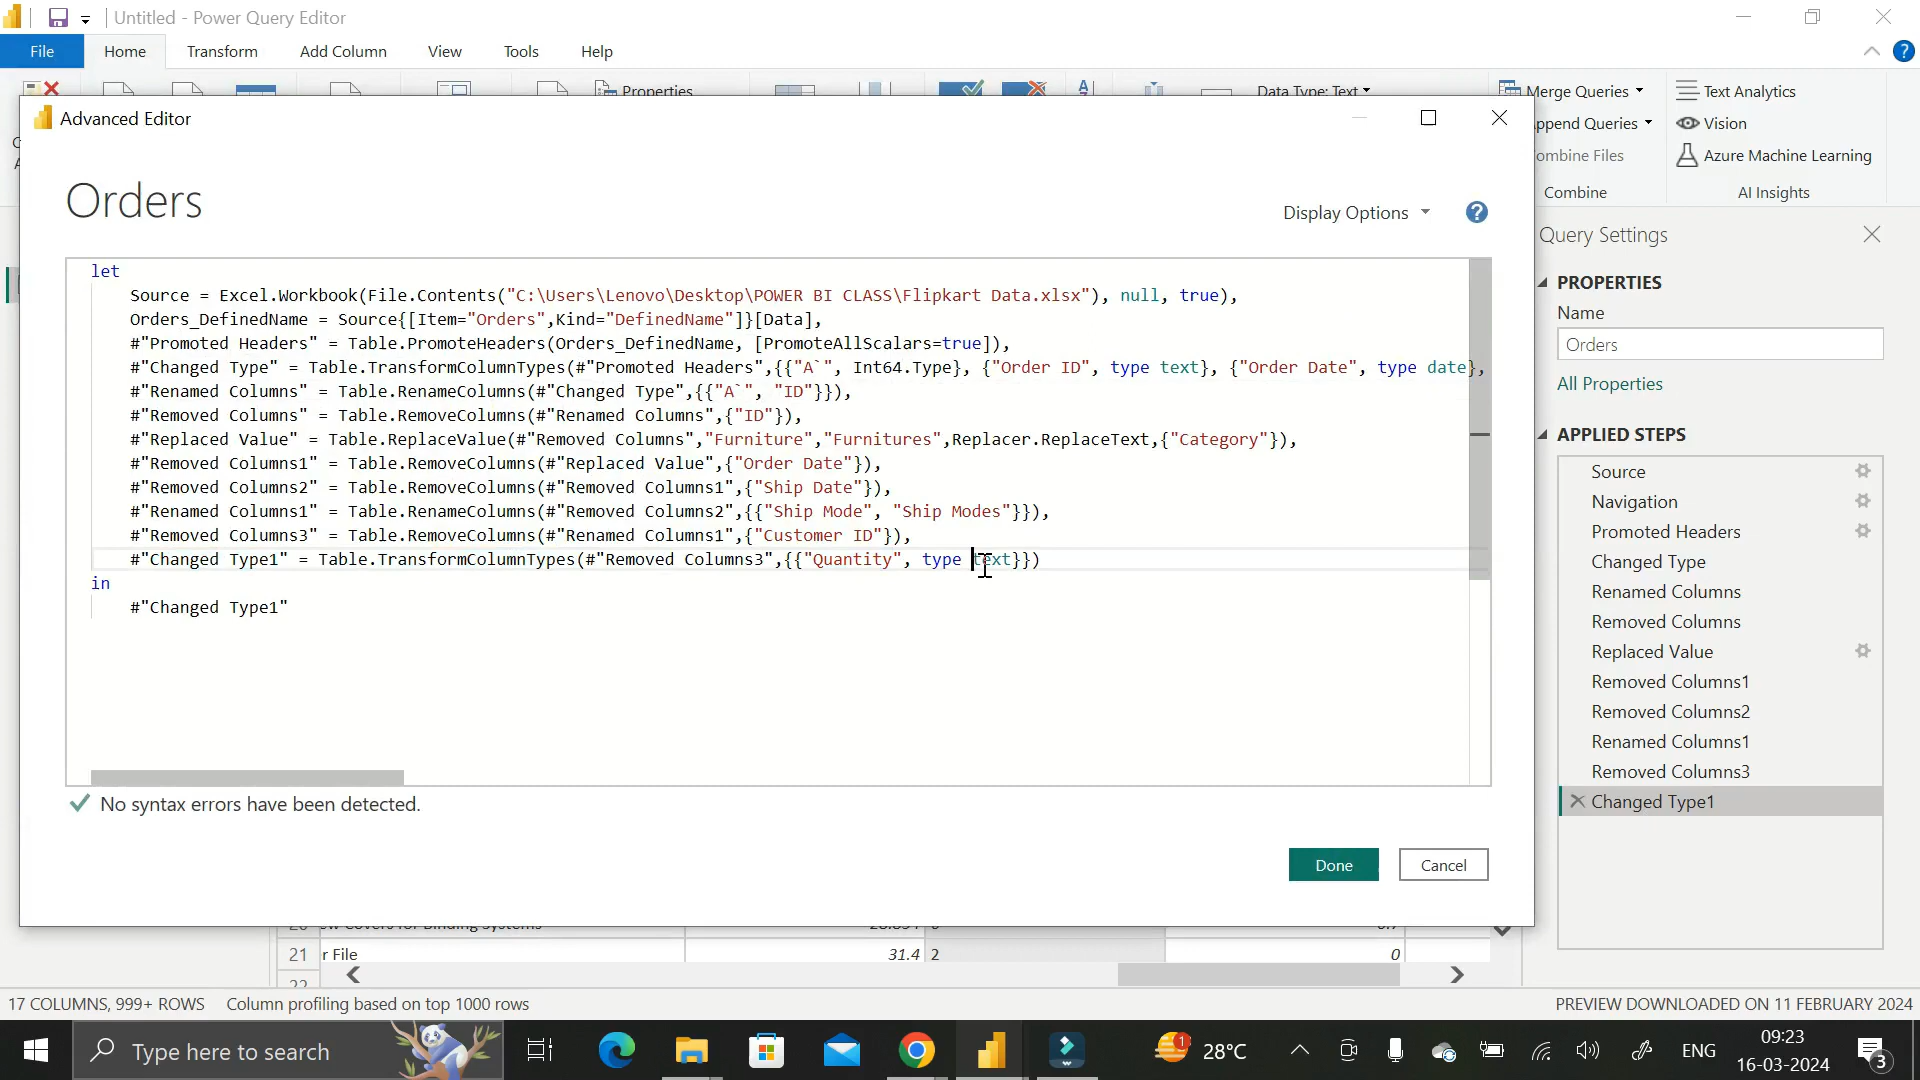 Untitled - Power Query Editor
File Home Transform Add Column View Tools Help
Properties
Data Type: Text
Merge Queries
Text Analytics
ppend Queries
Vision
ombine Files
Azure Machine Learning
Combine
AI Insights
Advanced Editor
Orders
Display Options
let
Source = Excel.Workbook(File.Contents("C:\Users\Lenovo\Desktop\POWER BI CLASS\Flipkart Data.xlsx"), null, true),
Orders_DefinedName = Source{[Item="Orders",Kind="DefinedName"]}[Data],
#"Promoted Headers" = Table.PromoteHeaders(Orders_DefinedName, [PromoteAllScalars=true]),
#"Changed Type" = Table.TransformColumnTypes(#"Promoted Headers",{{"A`", Int64.Type}, {"Order ID", type text}, {"Order Date", type date},
#"Renamed Columns" = Table.RenameColumns(#"Changed Type",{{"A`", "ID"}}),
#"Removed Columns" = Table.RemoveColumns(#"Renamed Columns",{"ID"}),
#"Replaced Value" = Table.ReplaceValue(#"Removed Columns","Furniture","Furnitures",Replacer.ReplaceText,{"Category"}),
#"Removed Columns1" = Table.RemoveColumns(#"Replaced Value",{"Order Date"}),
#"Removed Columns2" = Table.RemoveColumns(#"Removed Columns1",{"Ship Date"}),
#"Renamed Columns1" = Table.RenameColumns(#"Removed Columns2",{{"Ship Mode", "Ship Modes"}}),
#"Removed Columns3" = Table.RemoveColumns(#"Renamed Columns1",{"Customer ID"}),
#"Changed Type1" = Table.TransformColumnTypes(#"Removed Columns3",{{"Quantity", type text}})
in
#"Changed Type1"
No syntax errors have been detected.
Done Cancel
Query Settings
PROPERTIES
Name
Orders
All Properties
APPLIED STEPS
Source
Navigation
Promoted Headers
Changed Type
Renamed Columns
Removed Columns
Replaced Value
Removed Columns1
Removed Columns2
Renamed Columns1
Removed Columns3
Changed Type1
21 r File 31.4 2 0
17 COLUMNS, 999+ ROWS Column profiling based on top 1000 rows
PREVIEW DOWNLOADED ON 11 FEBRUARY 2024
Type here to search
1
28°C
ENG
09:23
16-03-2024
3